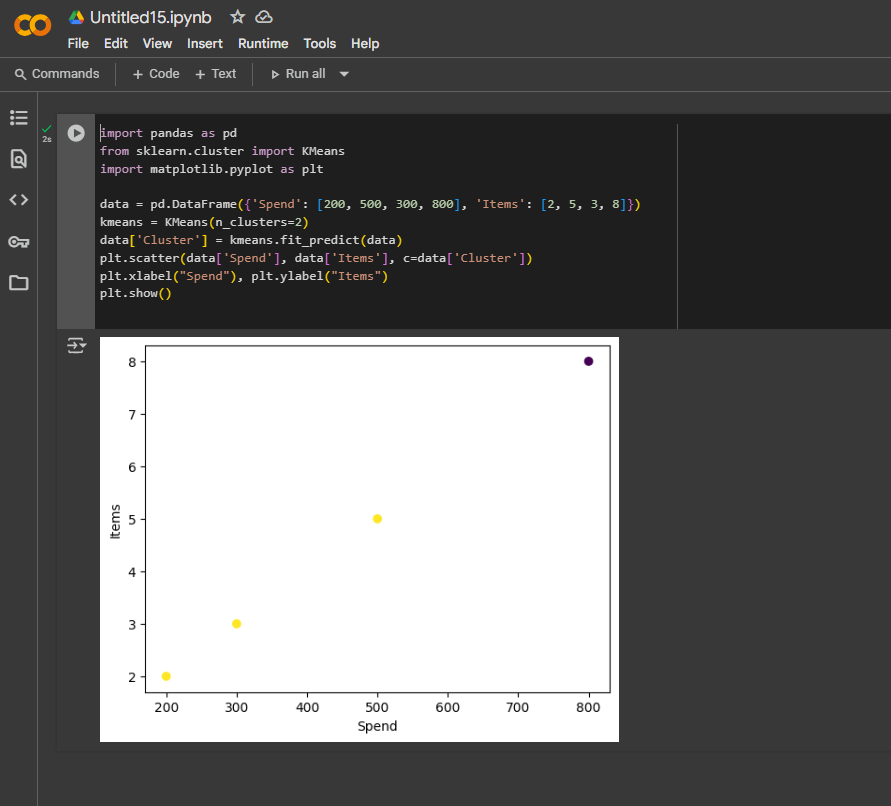 Untitled15.ipynb
File Edit View Insert Runtime Tools Help
Commands + Code + Text Run all
2s
import pandas as pd
from sklearn.cluster import KMeans
import matplotlib.pyplot as plt
data = pd.DataFrame({'Spend': [200, 500, 300, 800], 'Items': [2, 5, 3, 8]})
kmeans = KMeans(n_clusters=2)
data['Cluster'] = kmeans.fit_predict(data)
plt.scatter(data['Spend'], data['Items'], c=data['Cluster'])
plt.xlabel("Spend"), plt.ylabel("Items")
plt.show()
8
7
6
5
4
3
2
Items
200 300 400 500 600 700 800
Spend